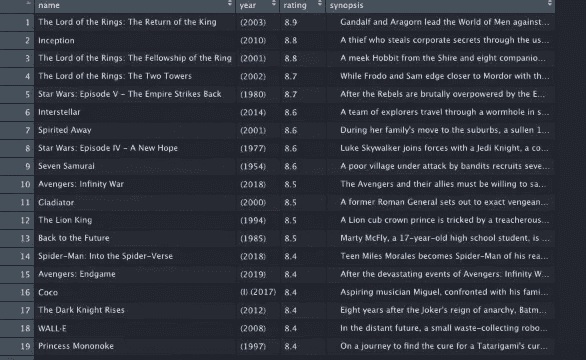 name year rating synopsis
1 The Lord of the Rings: The Return of the King (2003) 8.9 Gandalf and Aragorn lead the World of Men against...
2 Inception (2010) 8.8 A thief who steals corporate secrets through the us...
3 The Lord of the Rings: The Fellowship of the Ring (2001) 8.8 A meek Hobbit from the Shire and eight companio...
4 The Lord of the Rings: The Two Towers (2002) 8.7 While Frodo and Sam edge closer to Mordor with th...
5 Star Wars: Episode V - The Empire Strikes Back (1980) 8.7 After the Rebels are brutally overpowered by the E...
6 Interstellar (2014) 8.6 A team of explorers travel through a wormhole in s...
7 Spirited Away (2001) 8.6 During her family's move to the suburbs, a sullen 1...
8 Star Wars: Episode IV - A New Hope (1977) 8.6 Luke Skywalker joins forces with a Jedi Knight, a co...
9 Seven Samurai (1954) 8.6 A poor village under attack by bandits recruits seve...
10 Avengers: Infinity War (2018) 8.5 The Avengers and their allies must be willing to sa...
11 Gladiator (2000) 8.5 A former Roman General sets out to exact vengean...
12 The Lion King (1994) 8.5 A Lion cub crown prince is tricked by a treacherous...
13 Back to the Future (1985) 8.5 Marty McFly, a 17-year-old high school student, is ...
14 Spider-Man: Into the Spider-Verse (2018) 8.4 Teen Miles Morales becomes Spider-Man of his rea...
15 Avengers: Endgame (2019) 8.4 After the devastating events of Avengers: Infinity W...
16 Coco (I) (2017) 8.4 Aspiring musician Miguel, confronted with his fami...
17 The Dark Knight Rises (2012) 8.4 Eight years after the Joker's reign of anarchy, Batm...
18 WALL·E (2008) 8.4 In the distant future, a small waste-collecting robo...
19 Princess Mononoke (1997) 8.4 On a journey to find the cure for a Tatarigami's cur...